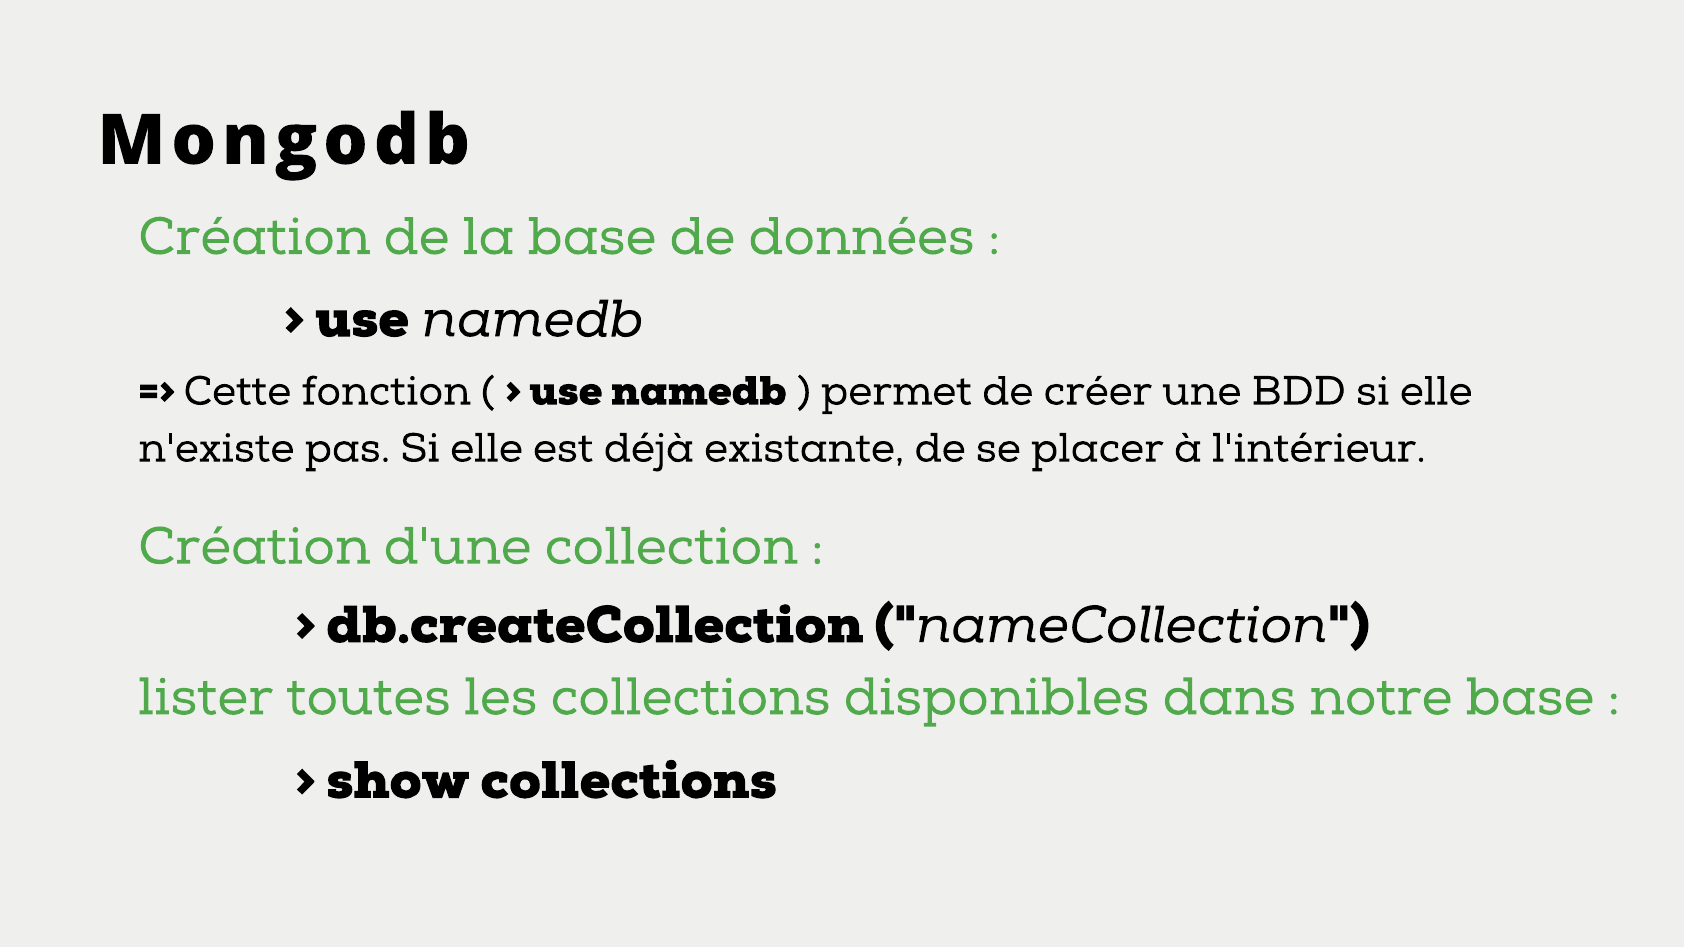 Mongodb
Création de la base de données :
> use namedb
=> Cette fonction ( > use namedb ) permet de créer une BDD si elle
n'existe pas. Si elle est déjà existante, de se placer à l'intérieur.
Création d'une collection :
> db.createCollection ("nameCollection")
lister toutes les collections disponibles dans notre base :
> show collections